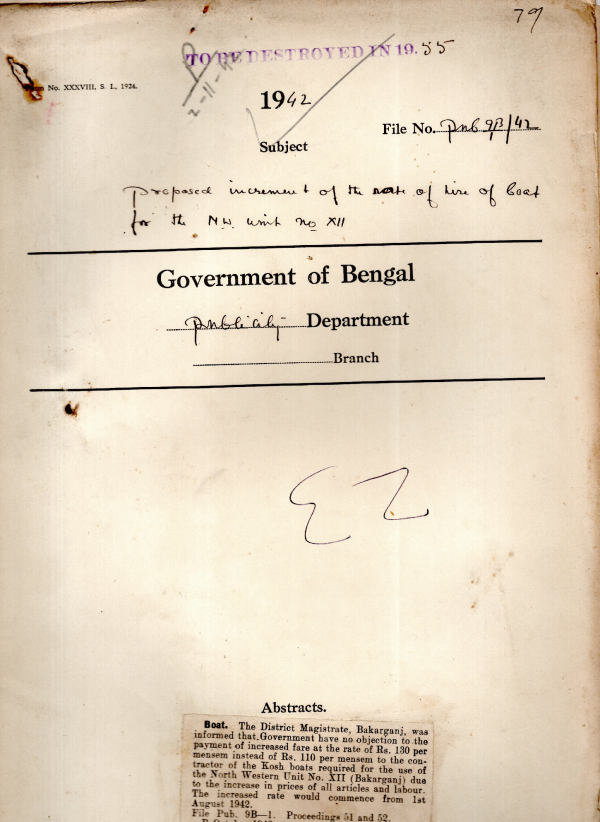 79
TO BE DESTROYED IN 19.55
No. XXXVIII, S. I., 1924.
1942
File No. Pub 9B/42
Subject
Proposed increment of the rate of hire of boat
for the N.W. unit no XII
Government of Bengal
Publicity Department
Branch
Abstracts.
Boat. The District Magistrate, Bakarganj, was
informed that Government have no objection to the
payment of increased fare at the rate of Rs. 130 per
mensem instead of Rs. 110 per mensem to the con-
tractor of the Kosh boats required for the use of
the North Western Unit No. XII (Bakarganj) due
to the increase in prices of all articles and labour.
The increased rate would commence from 1st
August 1942.
File Pub. 9B—1. Proceedings 51 and 52.